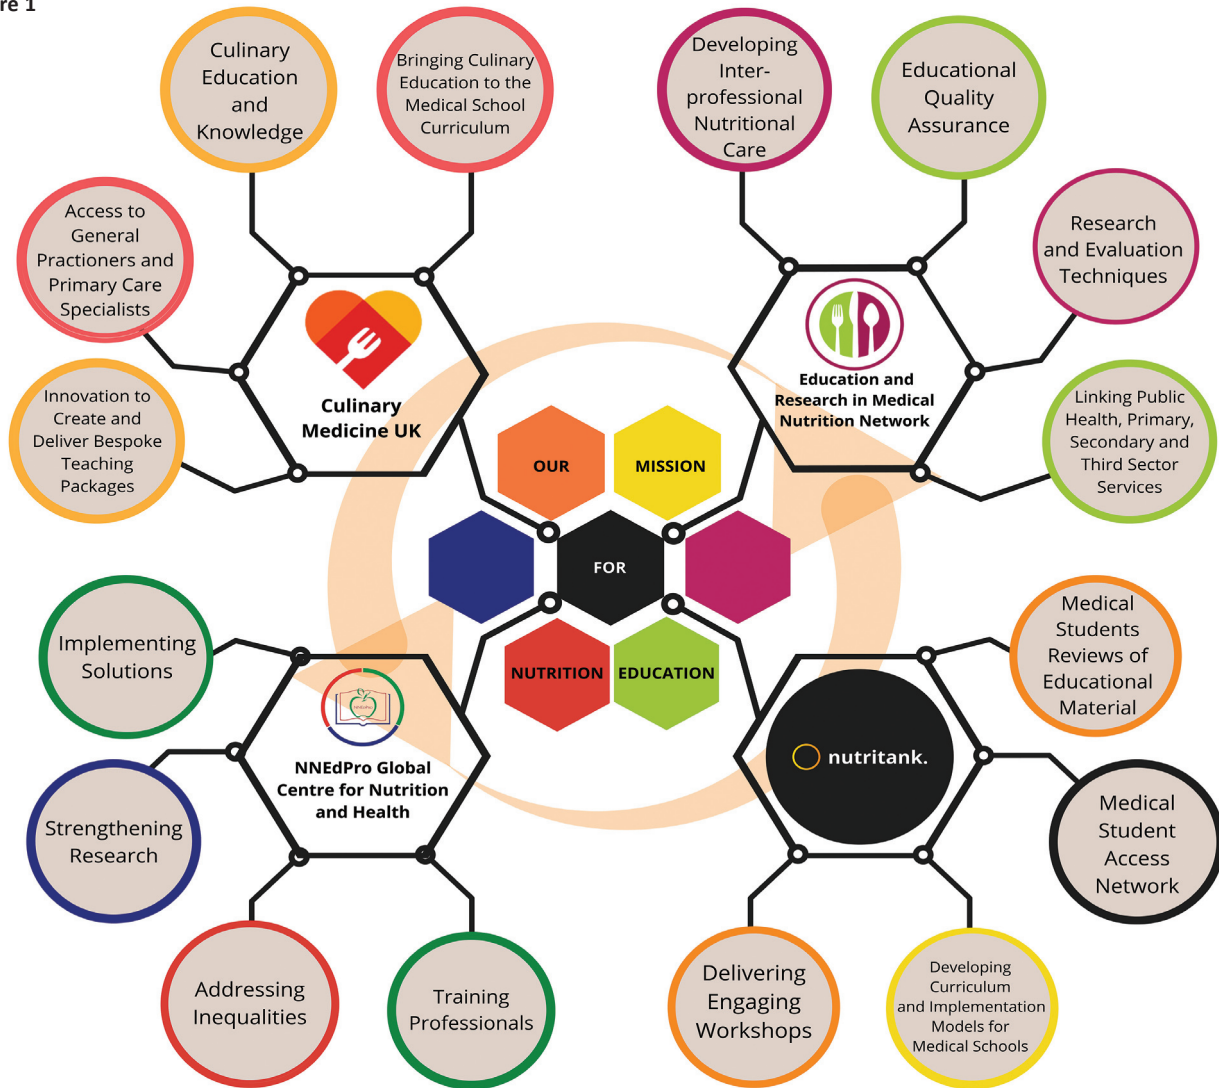 re 1
Culinary
Education
and
Knowledge
Bringing Culinary
Education to the
Medical School
Curriculum
Developing
Inter-
professional
Nutritional
Care
Educational
Quality
Assurance
Access to
General
Practioners and
Primary Care
Specialists
Research
and Evaluation
Techniques
Culinary
Medicine UK
Education and
Research in Medical
Nutrition Network
Innovation to
Create and
Deliver Bespoke
Teaching
Packages
Linking Public
Health, Primary,
Secondary and
Third Sector
Services
OUR
MISSION
FOR
NUTRITION
EDUCATION
Implementing
Solutions
NNEdPro
NNEdPro Global
Centre for Nutrition
and Health
nutritank.
Medical
Students
Reviews of
Educational
Material
Strengthening
Research
Medical
Student
Access
Network
Addressing
Inequalities
Training
Professionals
Delivering
Engaging
Workshops
Developing
Curriculum
and Implementation
Models for
Medical Schools